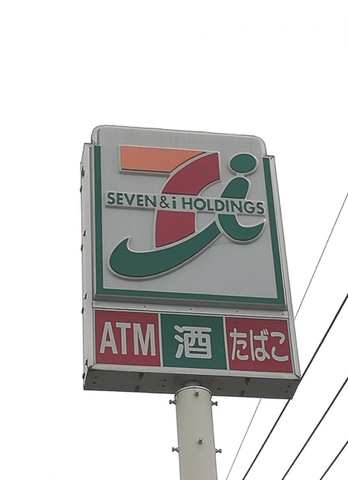 SEVEN & i HOLDINGS
ATM 酒 たばこ